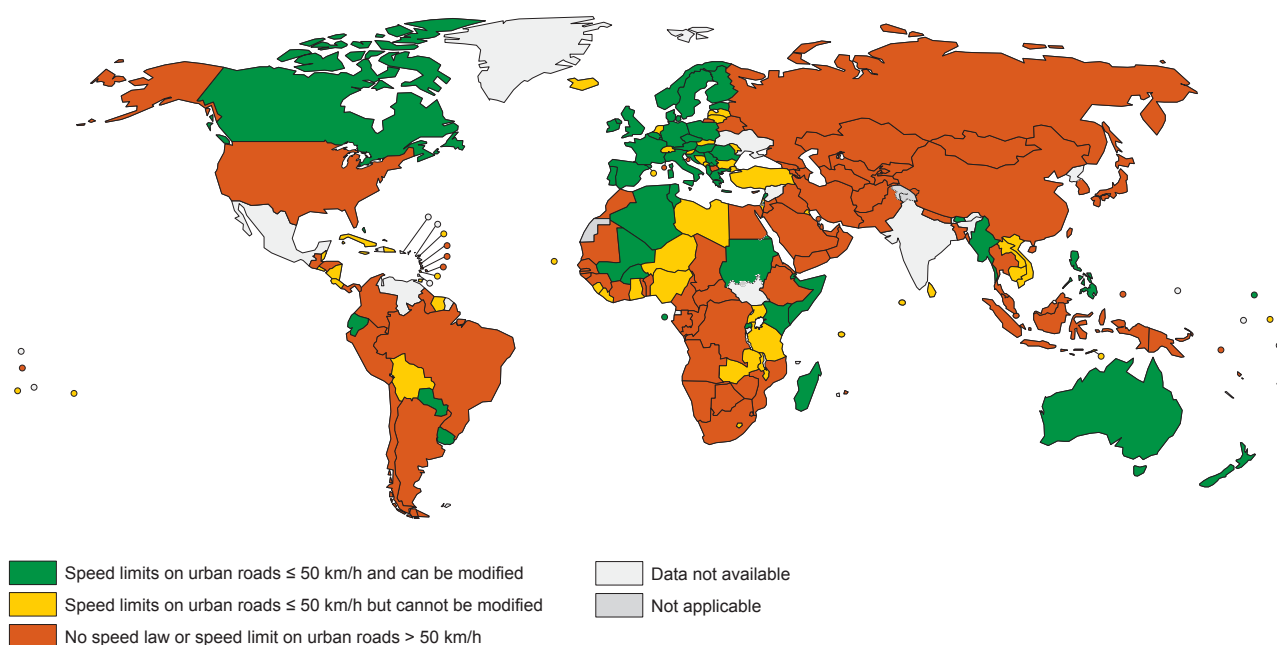 Speed limits on urban roads ≤ 50 km/h and can be modified
Speed limits on urban roads ≤ 50 km/h but cannot be modified
No speed law or speed limit on urban roads > 50 km/h
Data not available
Not applicable